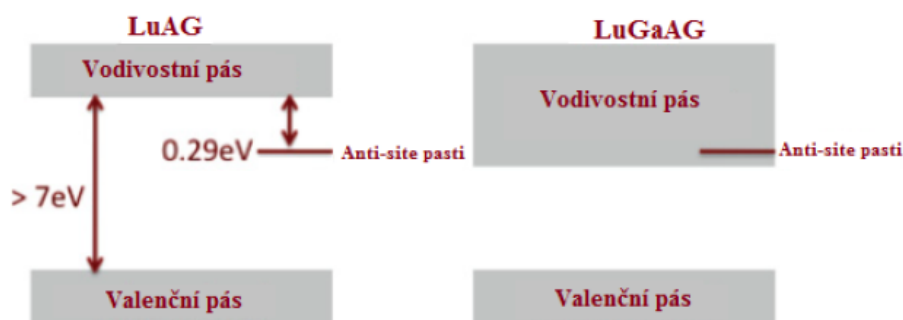 LuAG
Vodivostní pás
0.29eV
Anti-site pasti
> 7eV
Valenční pás
LuGaAG
Vodivostní pás
Anti-site pasti
Valenční pás